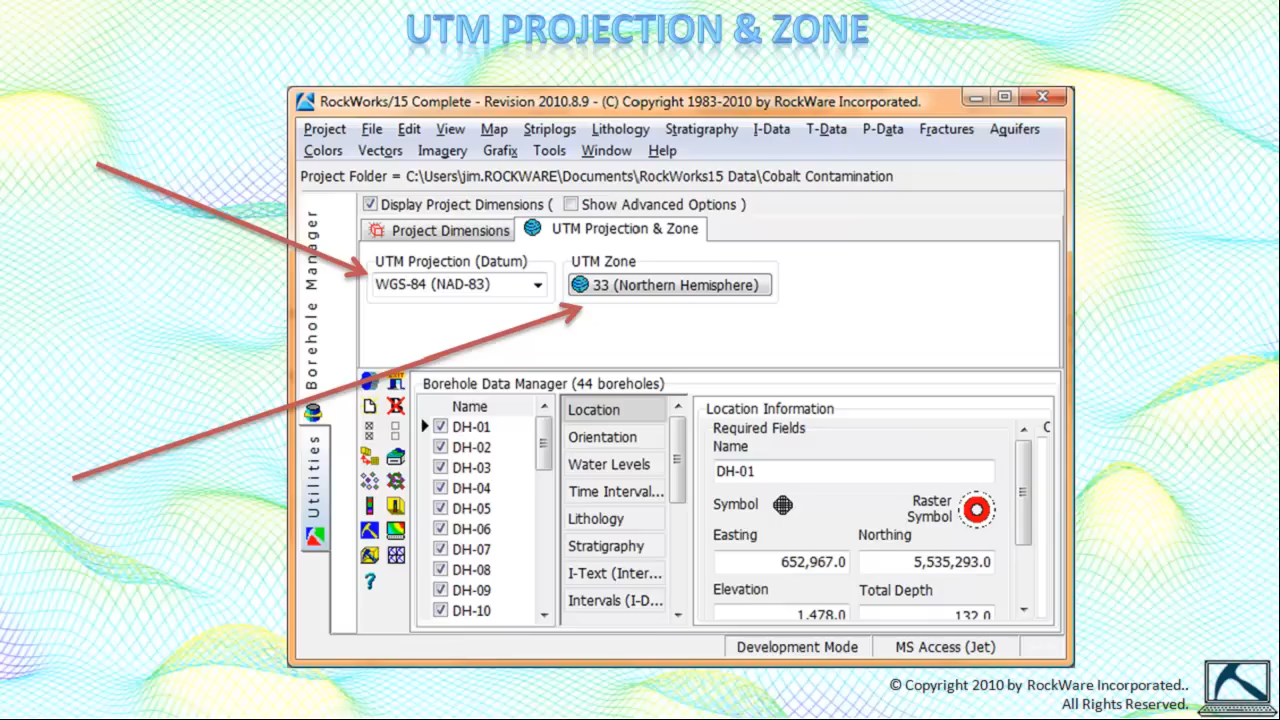 UTM PROJECTION & ZONE
RockWorks/15 Complete - Revision 2010.8.9 - (C) Copyright 1983-2010 by RockWare Incorporated.
Project File Edit View Map Striplogs Lithology Stratigraphy I-Data T-Data P-Data Fractures Aquifers
Colors Vectors Imagery Grafix Tools Window Help
Project Folder = C:\Users\jim.ROCKWARE\Documents\RockWorks15 Data\Cobalt Contamination
Display Project Dimensions ( Show Advanced Options )
Project Dimensions UTM Projection & Zone
UTM Projection (Datum) UTM Zone
WGS-84 (NAD-83) 33 (Northern Hemisphere)
Borehole Manager
Utilities
Borehole Data Manager (44 boreholes)
Name
DH-01
DH-02
DH-03
DH-04
DH-05
DH-06
DH-07
DH-08
DH-09
DH-10
Location
Orientation
Water Levels
Time Interval...
Lithology
Stratigraphy
I-Text (Inter...
Intervals (I-D...
Location Information
Required Fields
Name
DH-01
Symbol Raster
Symbol
Easting Northing
652,967.0 5,535,293.0
Elevation Total Depth
1,478.0 132.0
Development Mode MS Access (Jet)
© Copyright 2010 by RockWare Incorporated..
All Rights Reserved.